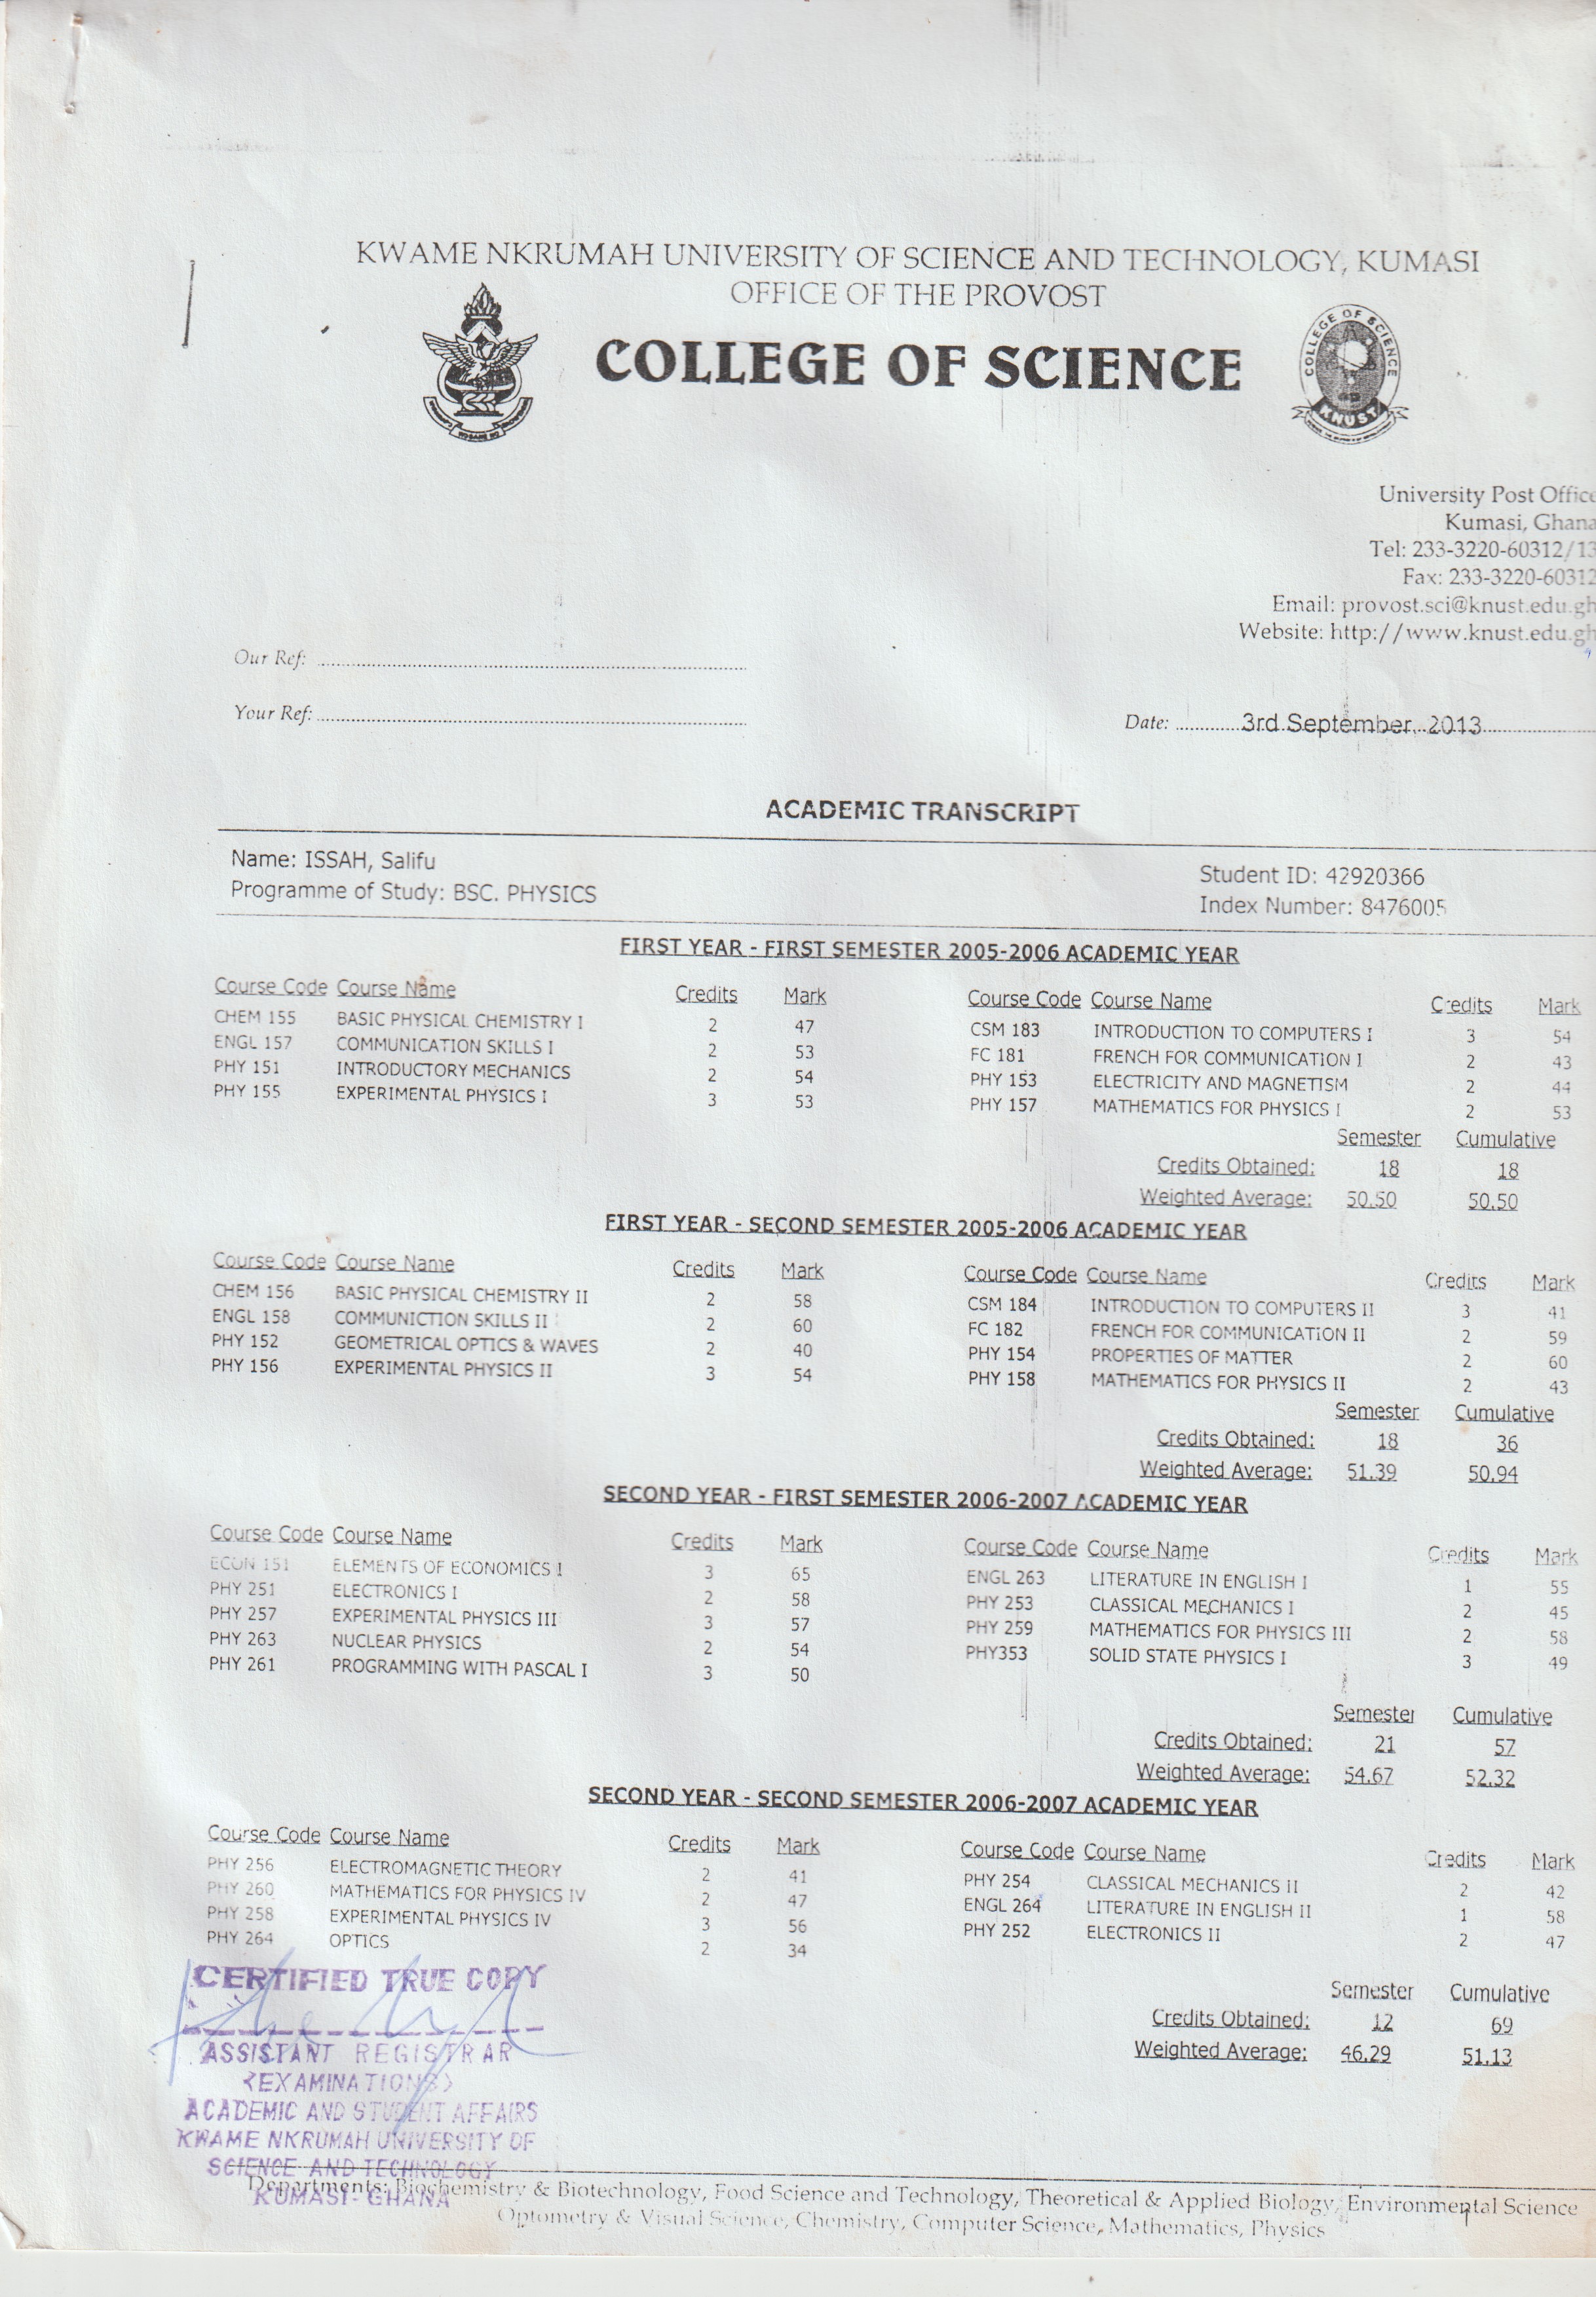 KWAME NKRUMAH UNIVERSITY OF SCIENCE AND TECHNOLOGY, KUMASI
OFFICE OF THE PROVOST
COLLEGE OF SCIENCE
COLLEGE OF SCIENCE
KNUST
University Post Office
Kumasi, Ghana
Tel: 233-3220-60312/13
Fax: 233-3220-60312
Email: provost.sci@knust.edu.gh
Website: http://www.knust.edu.gh
Our Ref:
Your Ref:
Date: 3rd September, 2013
ACADEMIC TRANSCRIPT
Name: ISSAH, Salifu
Programme of Study: BSC. PHYSICS
Student ID: 42920366
Index Number: 8476005
FIRST YEAR - FIRST SEMESTER 2005-2006 ACADEMIC YEAR
Course Code Course Name Credits Mark Course Code Course Name Credits Mark
CHEM 155 BASIC PHYSICAL CHEMISTRY I 2 47 CSM 183 INTRODUCTION TO COMPUTERS I 3 54
ENGL 157 COMMUNICATION SKILLS I 2 53 FC 181 FRENCH FOR COMMUNICATION I 2 43
PHY 151 INTRODUCTORY MECHANICS 2 54 PHY 153 ELECTRICITY AND MAGNETISM 2 44
PHY 155 EXPERIMENTAL PHYSICS I 3 53 PHY 157 MATHEMATICS FOR PHYSICS I 2 53
Semester Cumulative
Credits Obtained: 18 18
Weighted Average: 50.50 50.50
FIRST YEAR - SECOND SEMESTER 2005-2006 ACADEMIC YEAR
Course Code Course Name Credits Mark Course Code Course Name Credits Mark
CHEM 156 BASIC PHYSICAL CHEMISTRY II 2 58 CSM 184 INTRODUCTION TO COMPUTERS II 3 41
ENGL 158 COMMUNICTION SKILLS II 2 60 FC 182 FRENCH FOR COMMUNICATION II 2 59
PHY 152 GEOMETRICAL OPTICS & WAVES 2 40 PHY 154 PROPERTIES OF MATTER 2 60
PHY 156 EXPERIMENTAL PHYSICS II 3 54 PHY 158 MATHEMATICS FOR PHYSICS II 2 43
Semester Cumulative
Credits Obtained: 18 36
Weighted Average: 51.39 50.94
SECOND YEAR - FIRST SEMESTER 2006-2007 ACADEMIC YEAR
Course Code Course Name Credits Mark Course Code Course Name Credits Mark
ECON 151 ELEMENTS OF ECONOMICS I 3 65 ENGL 263 LITERATURE IN ENGLISH I 1 55
PHY 251 ELECTRONICS I 2 58 PHY 253 CLASSICAL MECHANICS I 2 45
PHY 257 EXPERIMENTAL PHYSICS III 3 57 PHY 259 MATHEMATICS FOR PHYSICS III 2 58
PHY 263 NUCLEAR PHYSICS 2 54 PHY353 SOLID STATE PHYSICS I 3 49
PHY 261 PROGRAMMING WITH PASCAL I 3 50
Semester Cumulative
Credits Obtained: 21 57
Weighted Average: 54.67 52.32
SECOND YEAR - SECOND SEMESTER 2006-2007 ACADEMIC YEAR
Course Code Course Name Credits Mark Course Code Course Name Credits Mark
PHY 256 ELECTROMAGNETIC THEORY 2 41 PHY 254 CLASSICAL MECHANICS II 2 42
PHY 260 MATHEMATICS FOR PHYSICS IV 2 47 ENGL 264 LITERATURE IN ENGLISH II 1 58
PHY 258 EXPERIMENTAL PHYSICS IV 3 56 PHY 252 ELECTRONICS II 2 47
PHY 264 OPTICS 2 34
Semester Cumulative
Credits Obtained: 12 69
Weighted Average: 46.29 51.13
CERTIFIED TRUE COPY
ASSISTANT REGISTRAR
<EXAMINATIONS>
ACADEMIC AND STUDENT AFFAIRS
KWAME NKRUMAH UNIVERSITY OF
SCIENCE AND TECHNOLOGY
KUMASI - GHANA
Departments: Biochemistry & Biotechnology, Food Science and Technology, Theoretical & Applied Biology, Environmental Science
Optometry & Visual Science, Chemistry, Computer Science, Mathematics, Physics